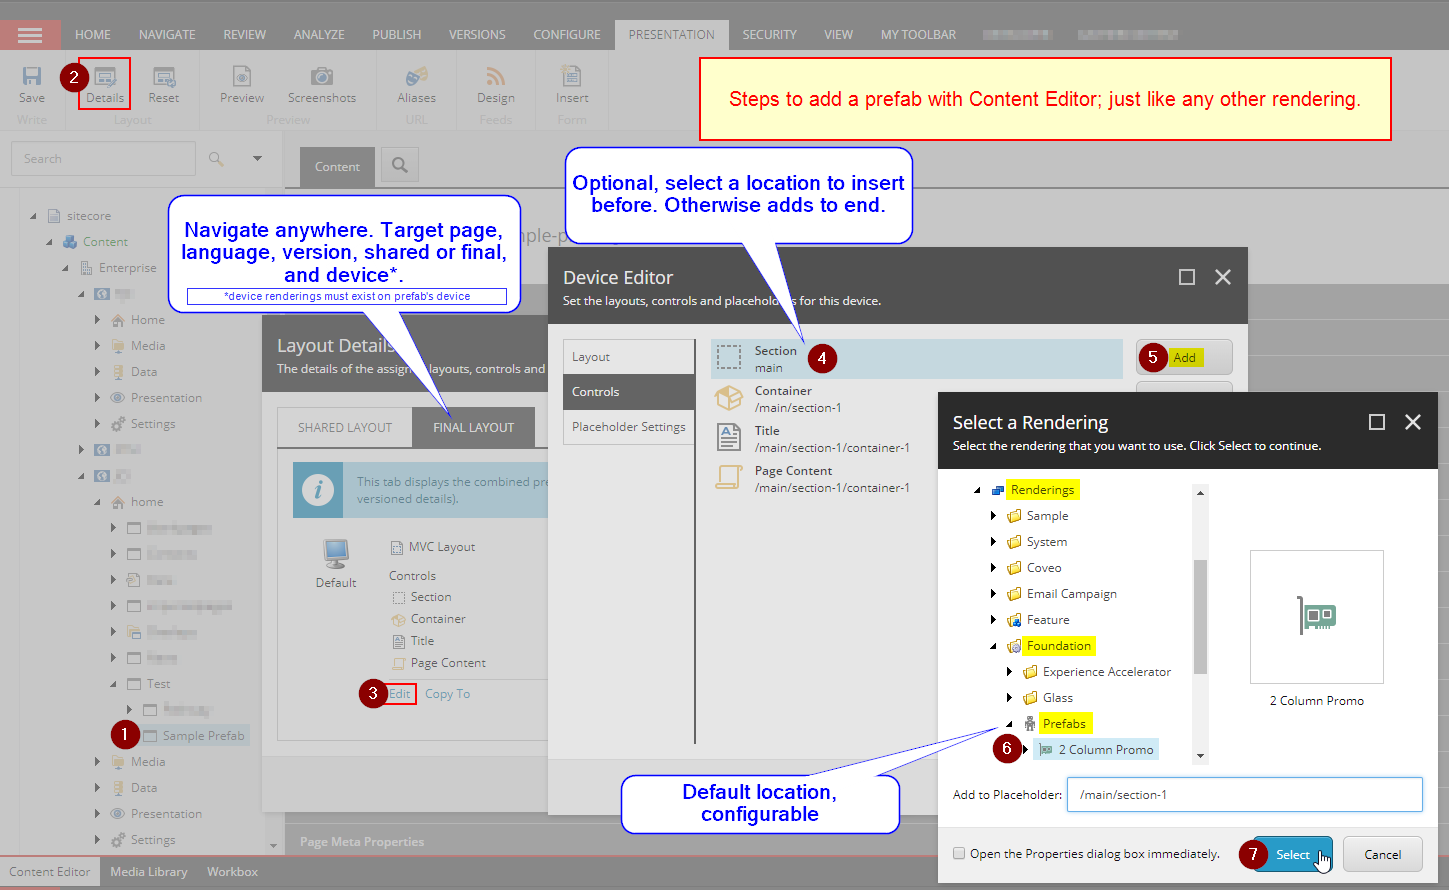 HOME NAVIGATE REVIEW ANALYZE PUBLISH VERSIONS CONFIGURE PRESENTATION SECURITY VIEW MY TOOLBAR
2
Save Details Reset Preview Screenshots Aliases Design Insert
Write Layout Preview URL Feeds Form
Steps to add a prefab with Content Editor; just like any other rendering.
Search
Content
sitecore
Content
Enterprise
Home
Media
Data
Presentation
Settings
home
Test
1 Sample Prefab
Media
Data
Presentation
Settings
Navigate anywhere. Target page,
language, version, shared or final,
and device*.
*device renderings must exist on prefab's device
Optional, select a location to insert
before. Otherwise adds to end.
Layout Details
The details of the assig layouts, controls and
SHARED LAYOUT FINAL LAYOUT
This tab displays the combined pre
versioned details).
Default
MVC Layout
Controls
Section
Container
Title
Page Content
3 Edit Copy To
Device Editor
Set the layouts, controls and placeholders for this device.
Layout
Controls
Placeholder Settings
Section
main
4
Container
/main/section-1
Title
/main/section-1/container-1
Page Content
/main/section-1/container-1
5 Add
Select a Rendering
Select the rendering that you want to use. Click Select to continue.
Renderings
Sample
System
Coveo
Email Campaign
Feature
Foundation
Experience Accelerator
Glass
Prefabs
6 2 Column Promo
2 Column Promo
Default location,
configurable
Add to Placeholder: /main/section-1
Open the Properties dialog box immediately.
7 Select Cancel
Page Meta Properties
Content Editor Media Library Workbox